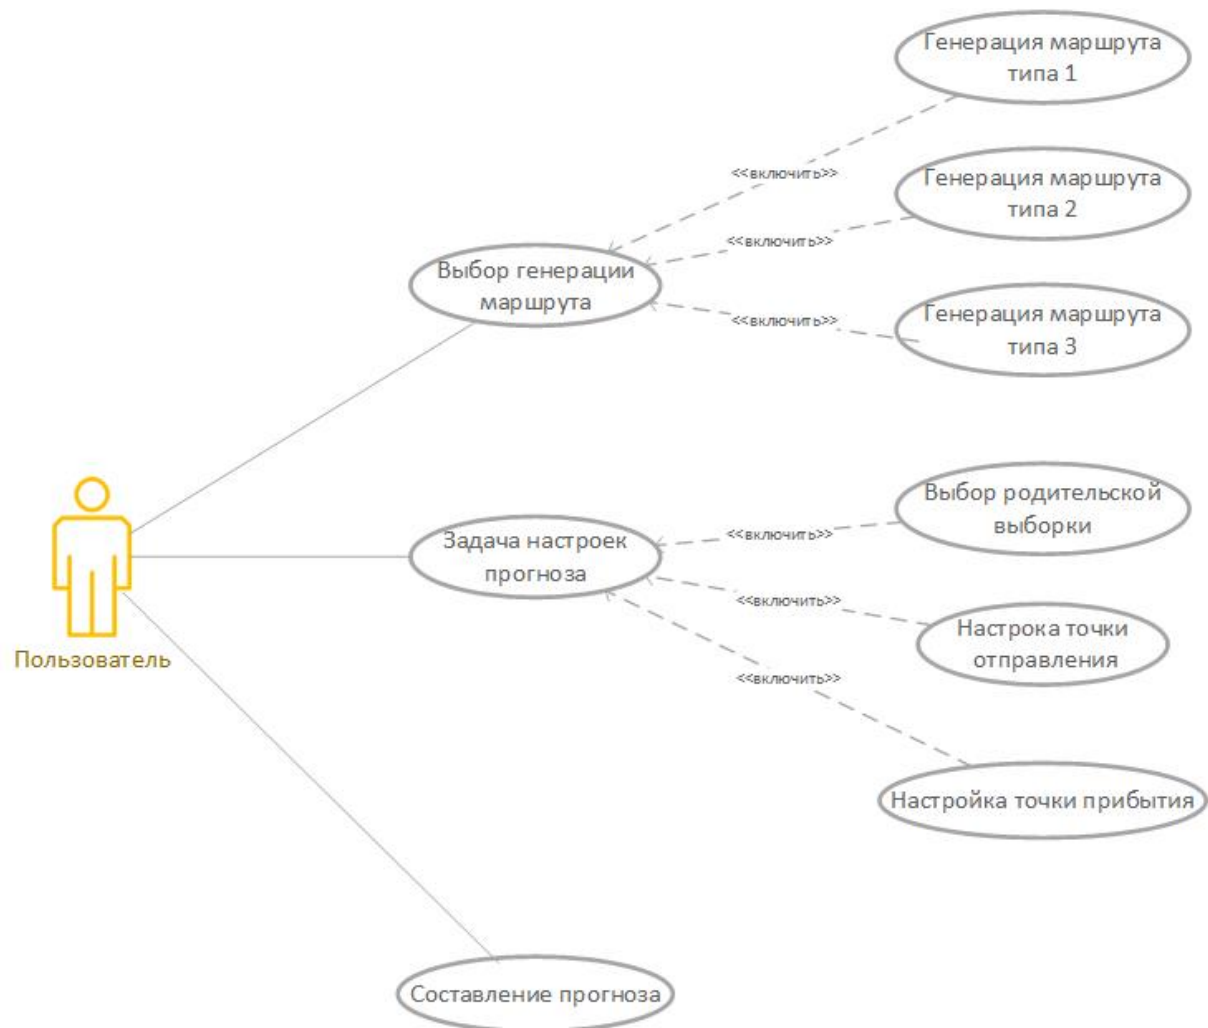 Генерация маршрута
типа 1
<<включить>>
Генерация маршрута
типа 2
<<включить>>
Выбор генерации
маршрута
<<включить>>
Генерация маршрута
типа 3
Выбор родительской
выборки
<<включить>>
Задача настроек
прогноза
<<включить>>
Настрока точки
отправления
Пользователь
<<включить>>
Настройка точки прибытия
Составление прогноза